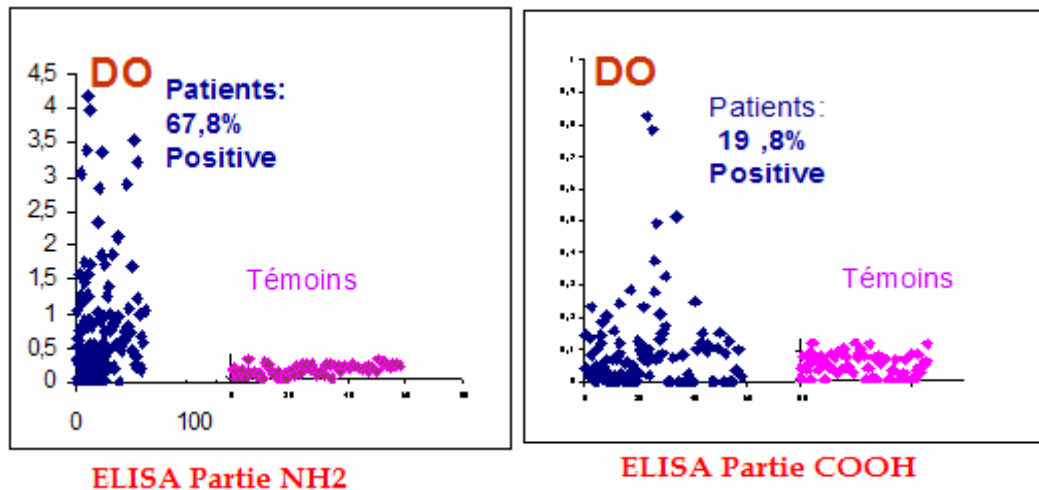 DO
Patients:
67,8%
Positive
4,5
4
3,5
3
2,5
2
1,5
1
0,5
0
0 100
Témoins
ELISA Partie NH2
DO
Patients:
19 ,8%
Positive
Témoins
ELISA Partie COOH